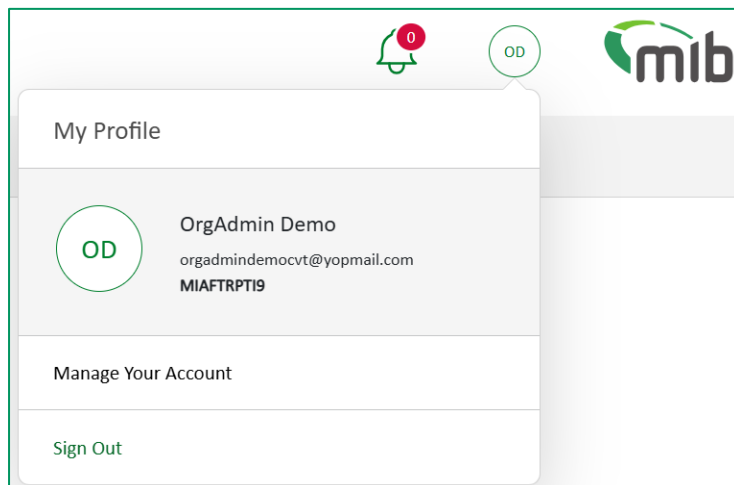 0
OD
mib
My Profile
OD
OrgAdmin Demo
orgadmindemocvt@yopmail.com
MIAFTRPTI9
Manage Your Account
Sign Out